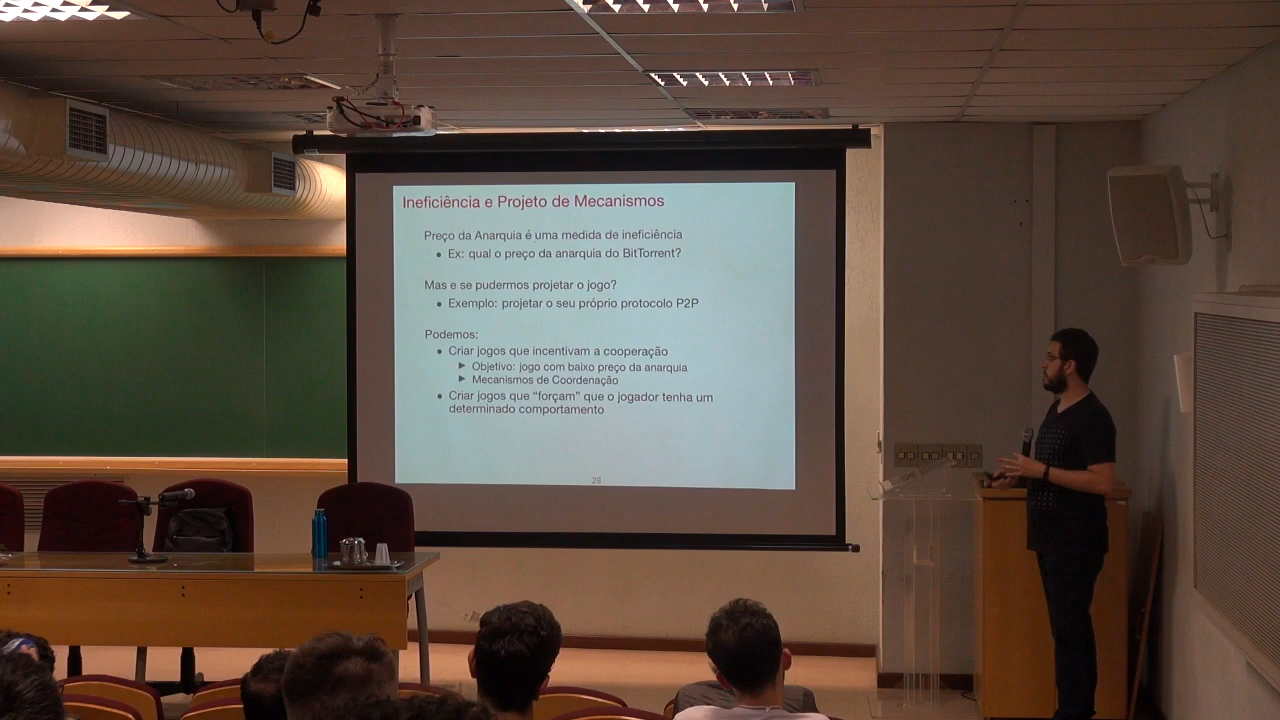 Ineficiência e Projeto de Mecanismos
Preço da Anarquia é uma medida de ineficiência
• Ex: qual o preço da anarquia do BitTorrent?
Mas e se pudermos projetar o jogo?
• Exemplo: projetar o seu próprio protocolo P2P
Podemos:
• Criar jogos que incentivam a cooperação
▶ Objetivo: jogo com baixo preço da anarquia
▶ Mecanismos de Coordenação
• Criar jogos que “forçam” que o jogador tenha um
determinado comportamento
28